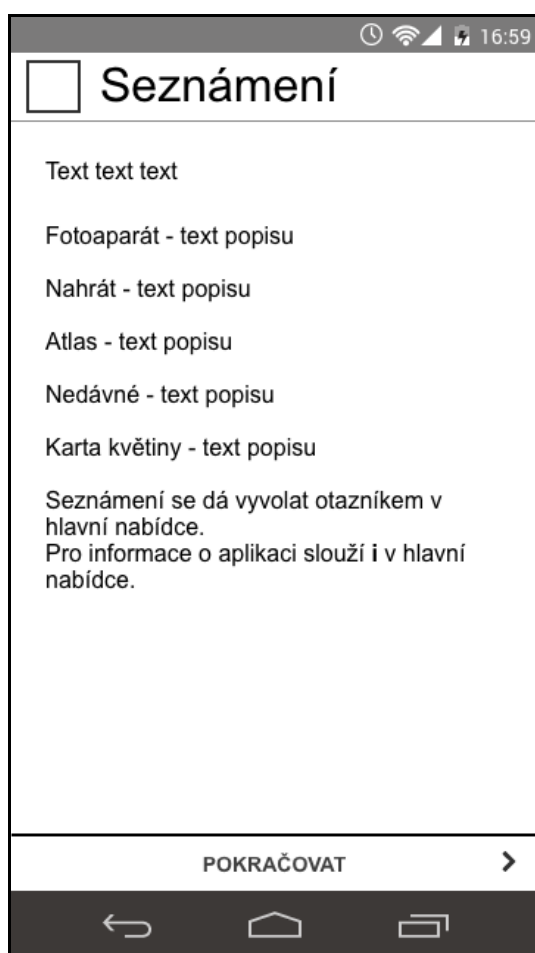 16:59
Seznámení
Text text text
Fotoaparát - text popisu
Nahrát - text popisu
Atlas - text popisu
Nedávné - text popisu
Karta květiny - text popisu
Seznámení se dá vyvolat otazníkem v
hlavní nabídce.
Pro informace o aplikaci slouží i v hlavní
nabídce.
POKRAČOVAT